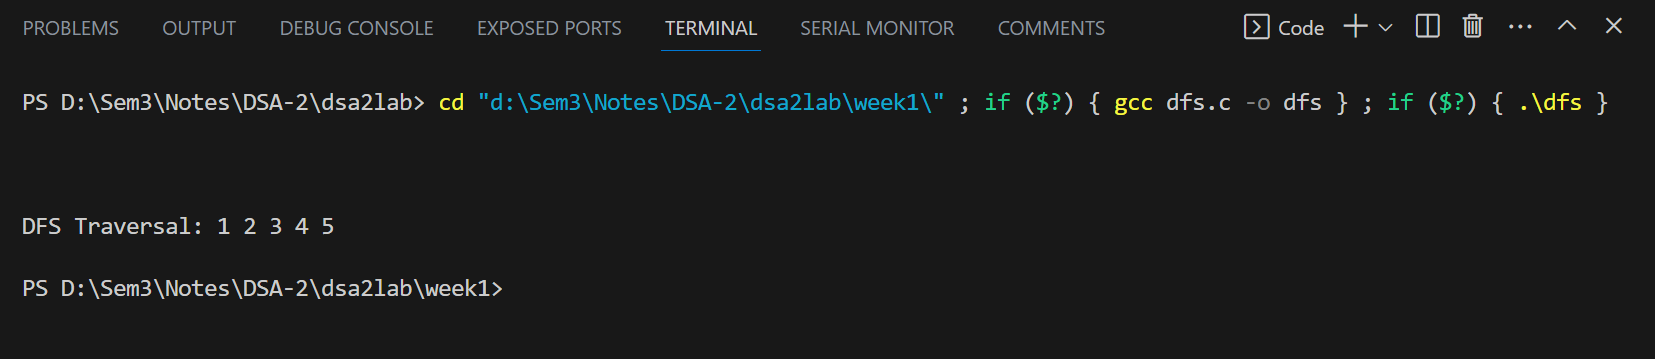 PROBLEMS OUTPUT DEBUG CONSOLE EXPOSED PORTS TERMINAL SERIAL MONITOR COMMENTS Code
PS D:\Sem3\Notes\DSA-2\dsa2lab> cd "d:\Sem3\Notes\DSA-2\dsa2lab\week1\" ; if ($?) { gcc dfs.c -o dfs } ; if ($?) { .\dfs }
DFS Traversal: 1 2 3 4 5
PS D:\Sem3\Notes\DSA-2\dsa2lab\week1>